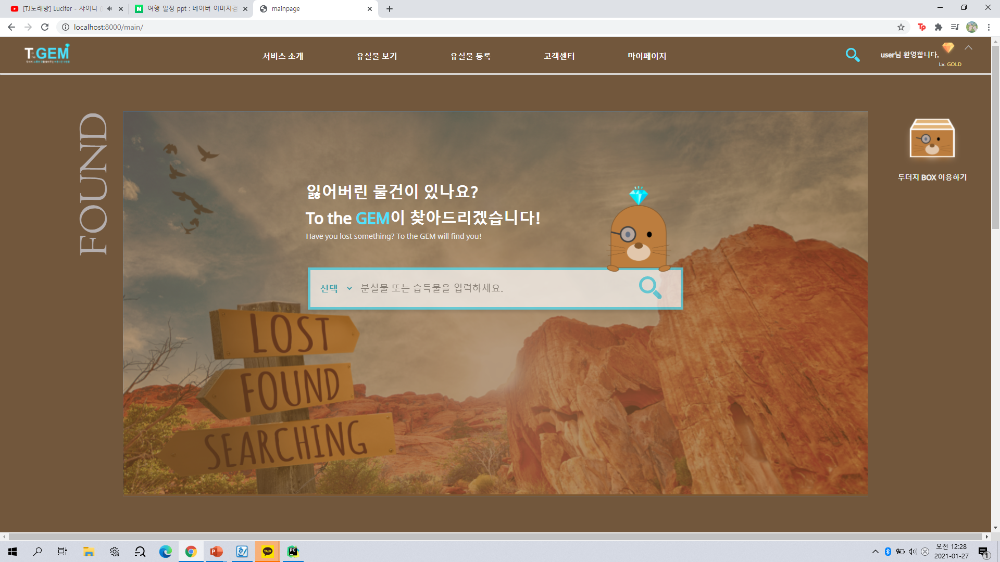 [TJ노래방] Lucifer - 샤이니 (
여행 일정 ppt : 네이버 이미지검
mainpage
localhost:8000/main/
T GEM
서비스 소개
유실물 보기
유실물 등록
고객센터
마이페이지
user님 환영합니다.
Lv. GOLD
FOUND
두더지 BOX 이용하기
잃어버린 물건이 있나요?
To the GEM이 찾아드리겠습니다!
Have you lost something? To the GEM will find you!
선택
분실물 또는 습득물을 입력하세요.
LOST
FOUND
SEARCHING
오전 12:28
2021-01-27
1